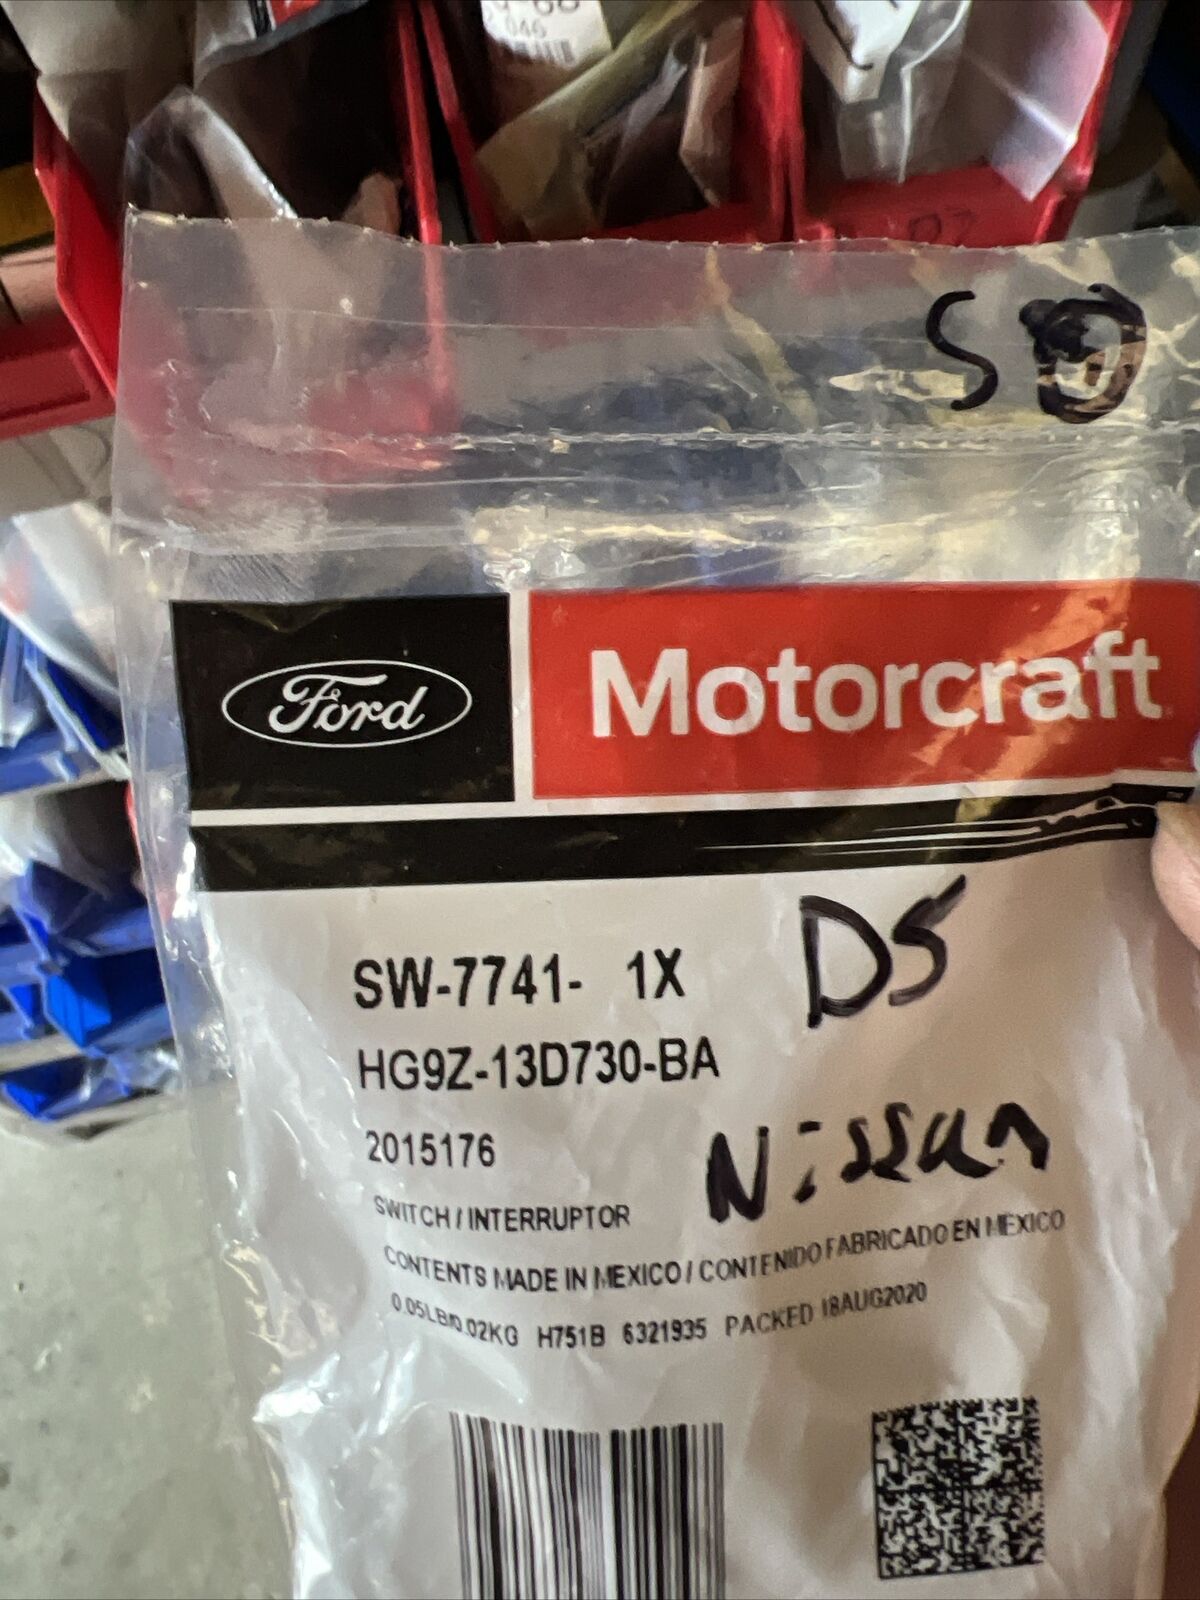 046
S
Ford
Motorcraft
SW-7741- 1X
DS
HG9Z-13D730-BA
2015176
Nissan
SWITCH / INTERRUPTOR
CONTENTS MADE IN MEXICO / CONTENIDO FABRICADO EN MEXICO
0.05LB/0.02KG H751B 6321935 PACKED 18AUG2020